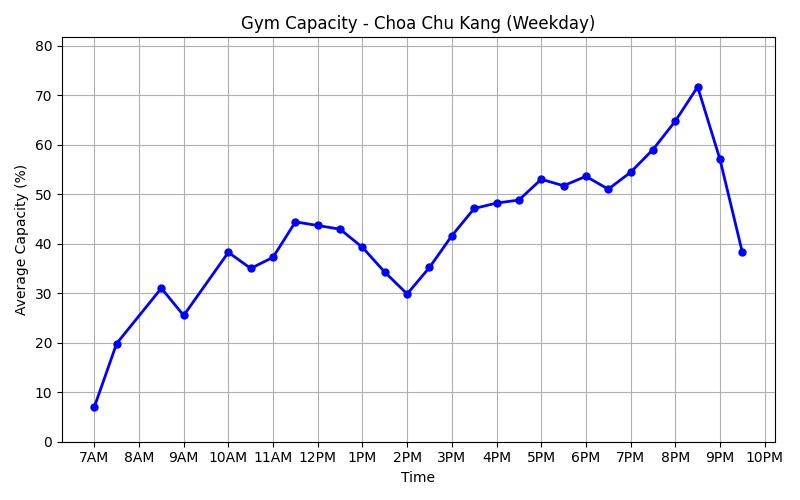 Gym Capacity - Choa Chu Kang (Weekday)
Average Capacity (%)
80
70
60
50
40
30
20
10
0
7AM 8AM 9AM 10AM 11AM 12PM 1PM 2PM 3PM 4PM 5PM 6PM 7PM 8PM 9PM 10PM
Time